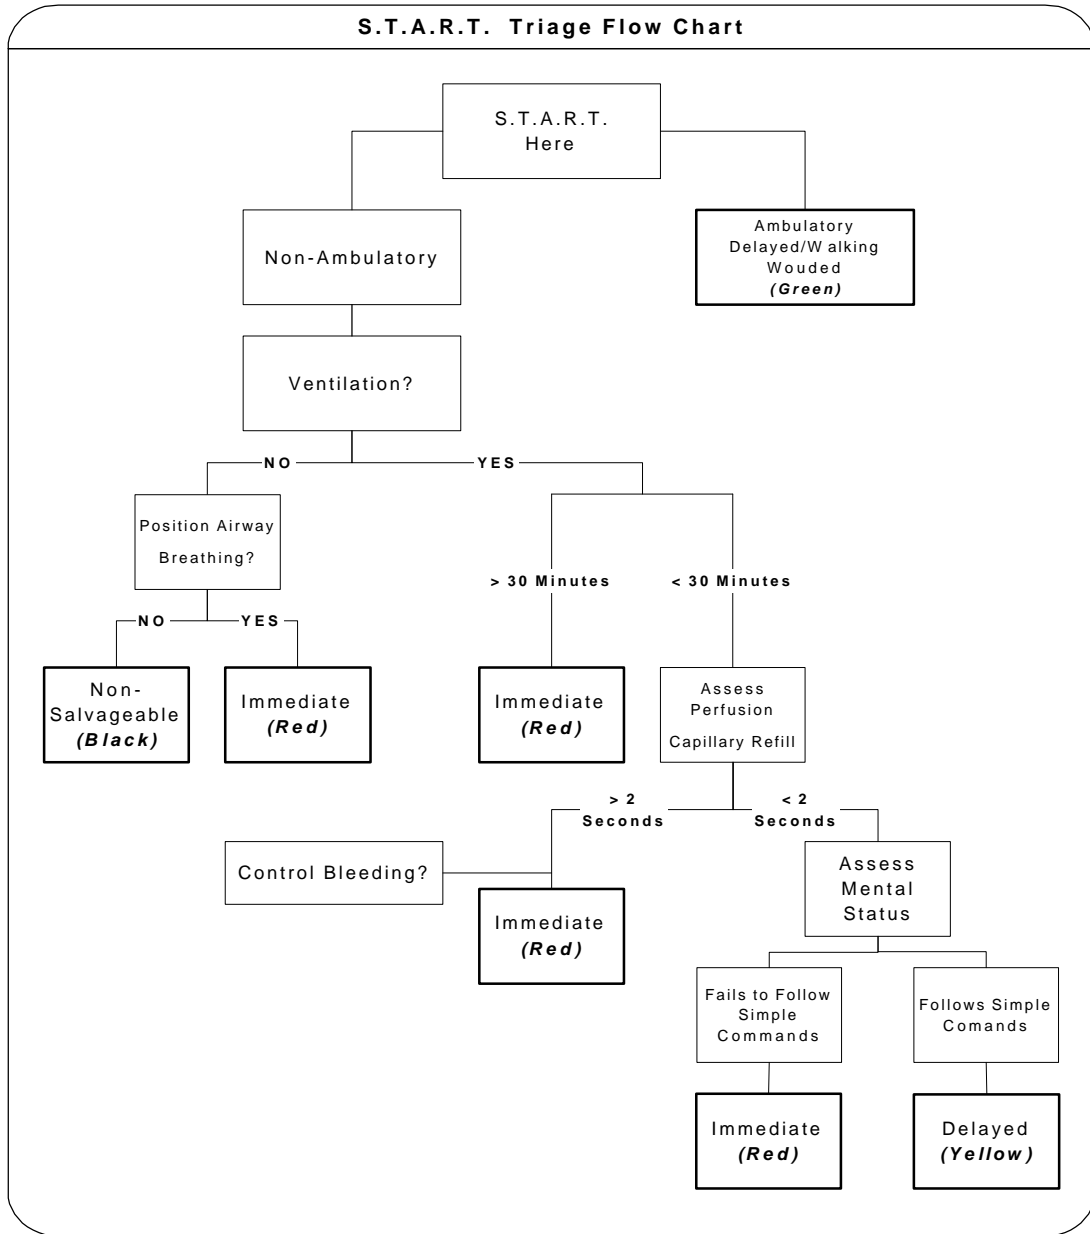 S.T.A.R.T. Triage Flow Chart
S.T.A.R.T.
Here
Non-Ambulatory
Ambulatory
Delayed/Walking
Wouded
(Green)
Ventilation?
NO
YES
Position Airway
Breathing?
> 30 Minutes
< 30 Minutes
NO
YES
Non-
Salvageable
(Black)
Immediate
(Red)
Immediate
(Red)
Assess
Perfusion
Capillary Refill
> 2
Seconds
< 2
Seconds
Control Bleeding?
Immediate
(Red)
Assess
Mental
Status
Fails to Follow
Simple
Commands
Follows Simple
Comands
Immediate
(Red)
Delayed
(Yellow)